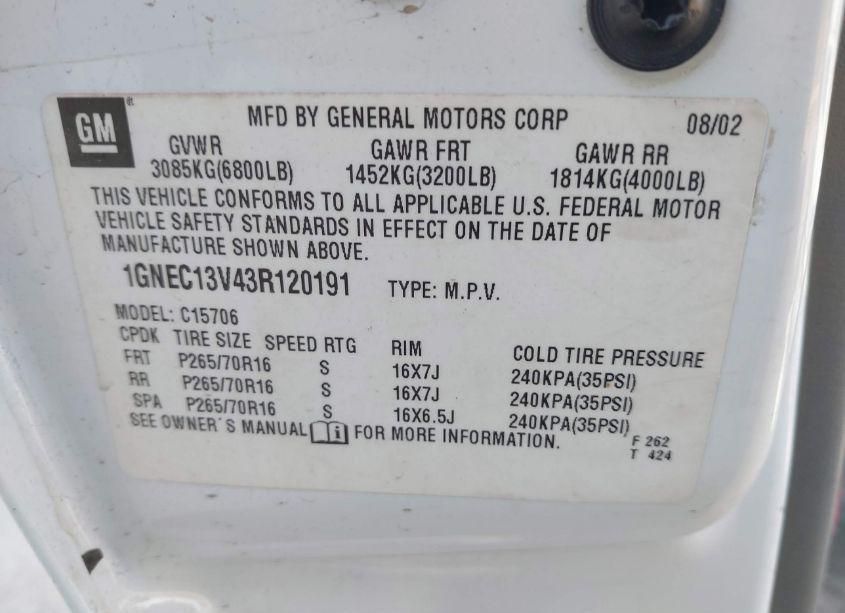 GM
MFD BY GENERAL MOTORS CORP 08/02
GVWR GAWR FRT GAWR RR
3085KG(6800LB) 1452KG(3200LB) 1814KG(4000LB)
THIS VEHICLE CONFORMS TO ALL APPLICABLE U.S. FEDERAL MOTOR
VEHICLE SAFETY STANDARDS IN EFFECT ON THE DATE OF
MANUFACTURE SHOWN ABOVE.
1GNEC13V43R120191 TYPE: M.P.V.
MODEL: C15706
CPDK TIRE SIZE SPEED RTG RIM COLD TIRE PRESSURE
FRT P265/70R16 S 16X7J 240KPA(35PSI)
RR P265/70R16 S 16X7J 240KPA(35PSI)
SPA P265/70R16 S 16X6.5J 240KPA(35PSI)
SEE OWNER'S MANUAL i FOR MORE INFORMATION.
F 262
T 424